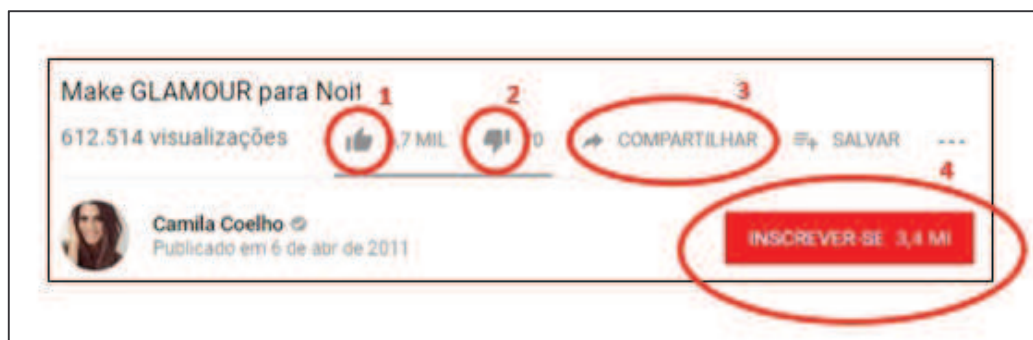 Make GLAMOUR para Noit
1 2 3
612.514 visualizações ,7 MIL 70 COMPARTILHAR SALVAR ...
4
Camila Coelho
INSCREVER-SE 3,4 MI
Publicado em 6 de abr de 2011